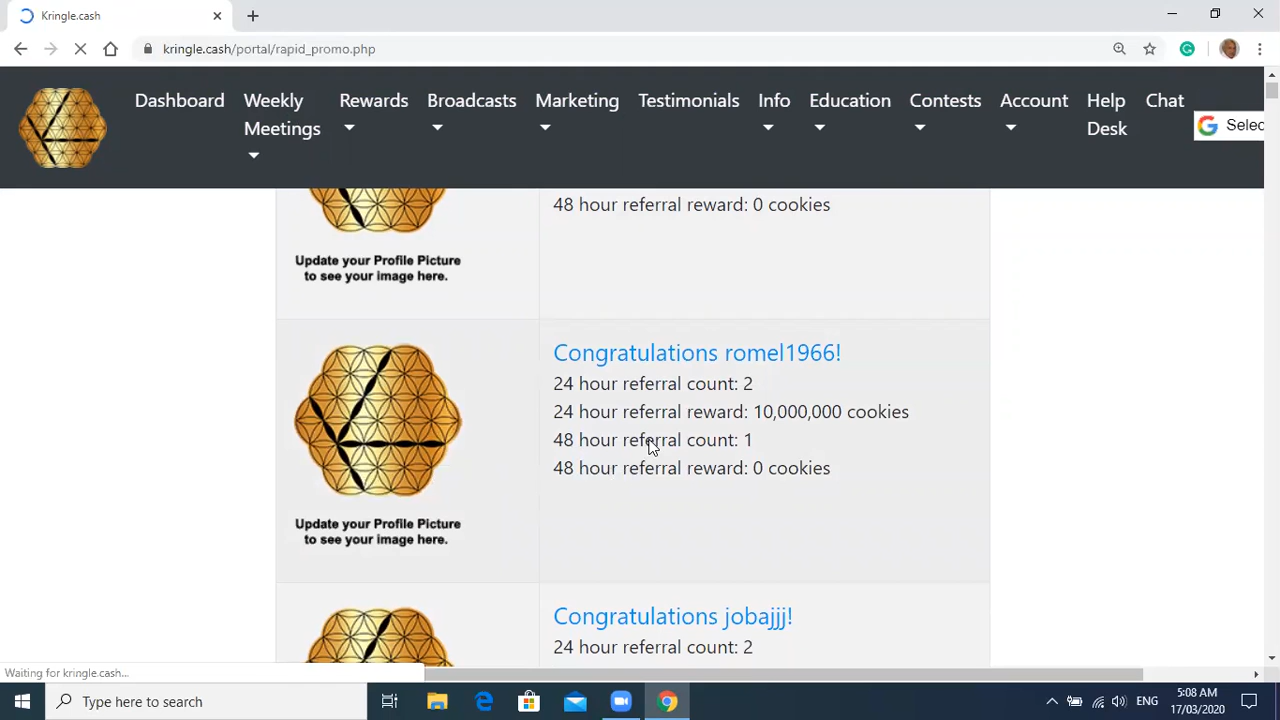 Kringle.cash
kringle.cash/portal/rapid_promo.php
Dashboard
Weekly Meetings
Rewards
Broadcasts
Marketing
Testimonials
Info
Education
Contests
Account
Help Desk
Chat
G Selec
48 hour referral reward: 0 cookies
Update your Profile Picture
to see your image here.
Congratulations romel1966!
24 hour referral count: 2
24 hour referral reward: 10,000,000 cookies
48 hour referral count: 1
48 hour referral reward: 0 cookies
Update your Profile Picture
to see your image here.
Congratulations jobajjj!
24 hour referral count: 2
Waiting for kringle.cash...
Type here to search
ENG
5:08 AM
17/03/2020